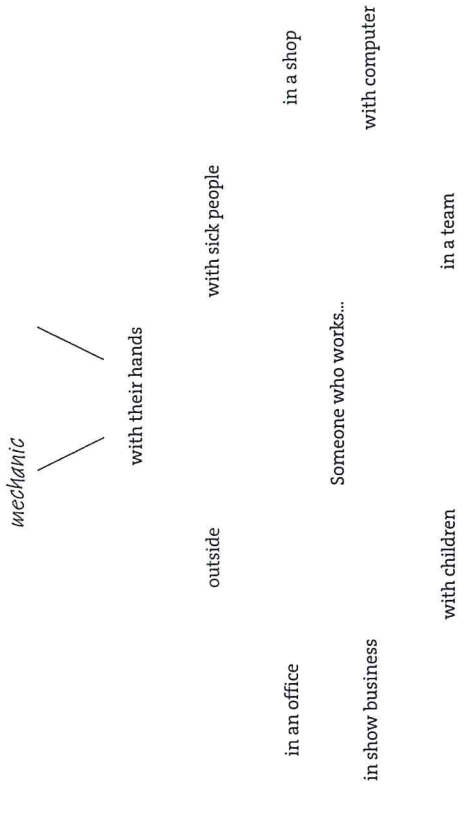 mechanic
with their hands
outside
with sick people
in an office
in a shop
Someone who works...
in show business
with computer
with children
in a team